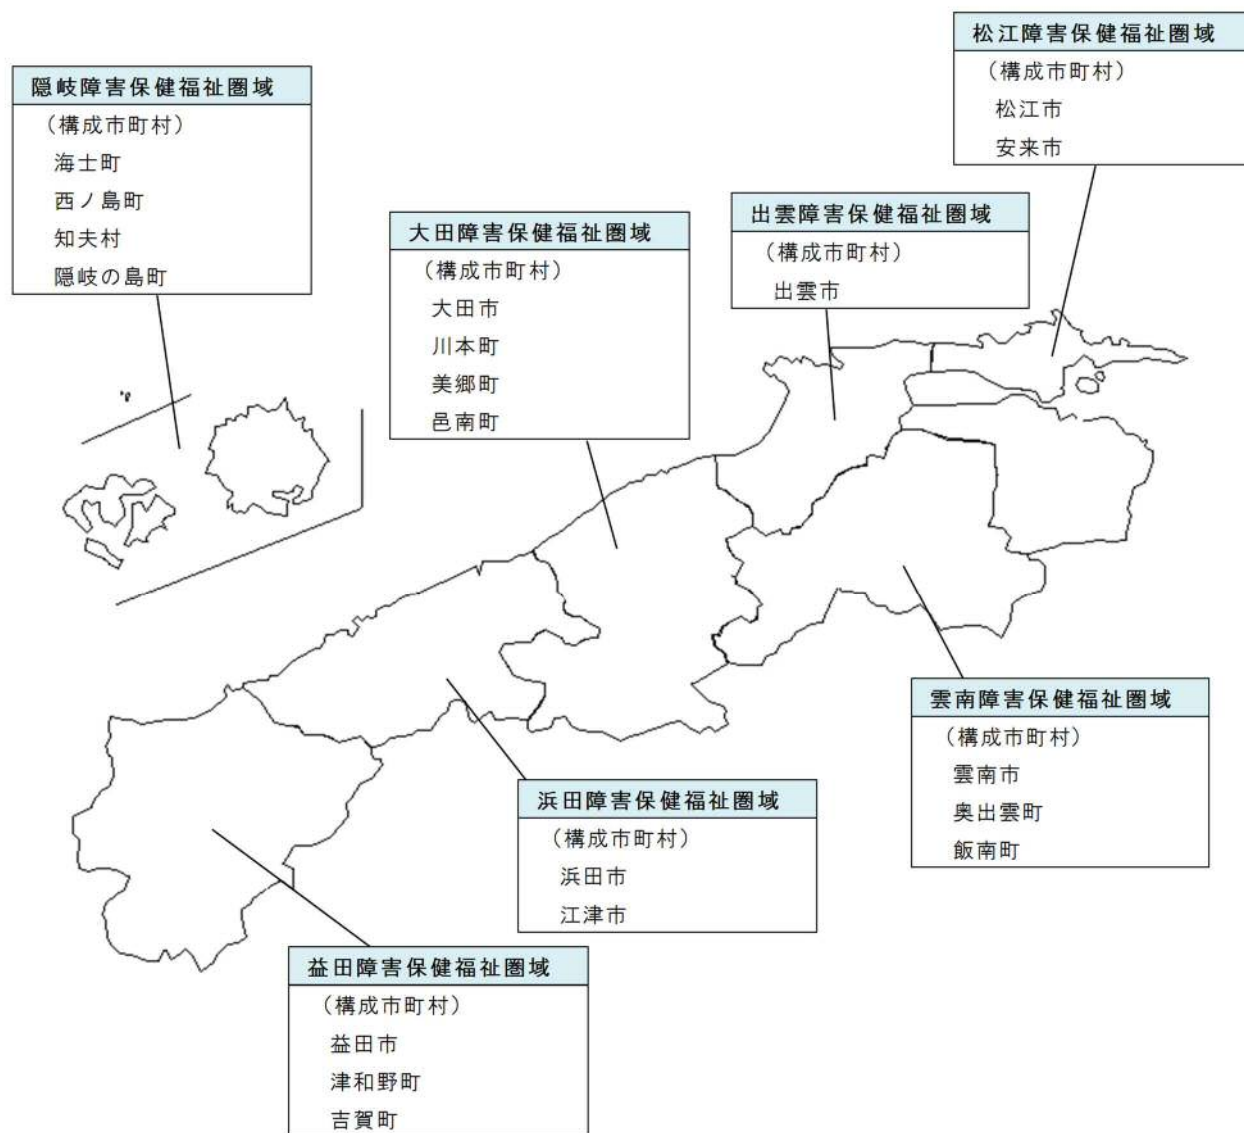 松江障害保健福祉圏域
（構成市町村）
松江市
安来市
隠岐障害保健福祉圏域
（構成市町村）
海士町
西ノ島町
知夫村
隠岐の島町
出雲障害保健福祉圏域
（構成市町村）
出雲市
大田障害保健福祉圏域
（構成市町村）
大田市
川本町
美郷町
邑南町
雲南障害保健福祉圏域
（構成市町村）
雲南市
奥出雲町
飯南町
浜田障害保健福祉圏域
（構成市町村）
浜田市
江津市
益田障害保健福祉圏域
（構成市町村）
益田市
津和野町
吉賀町